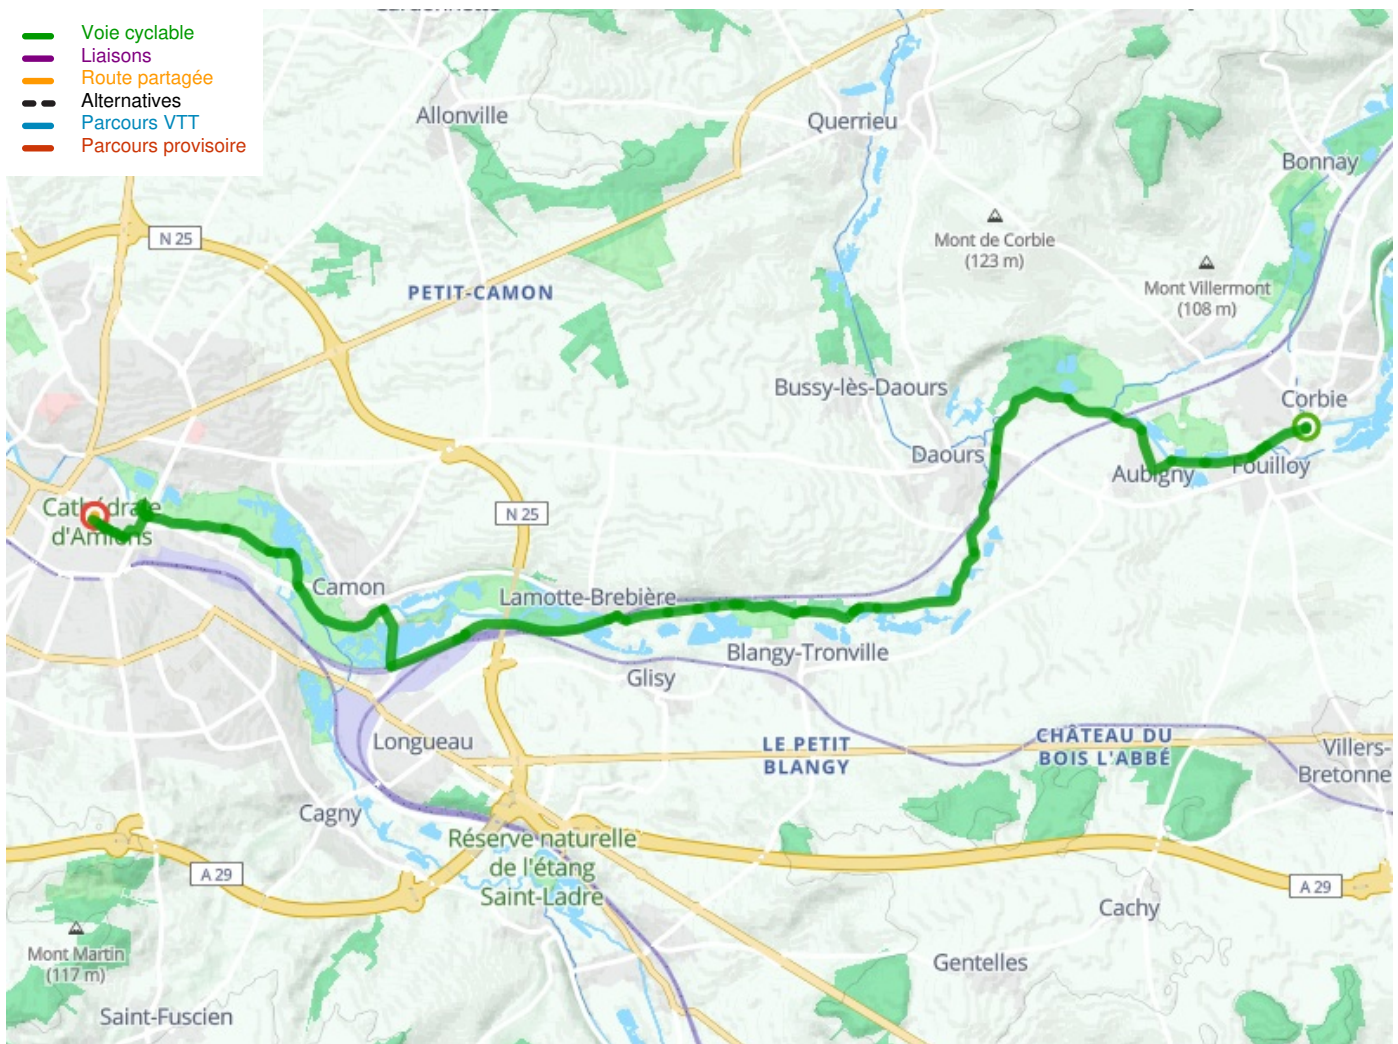 Voie cyclable
Liaisons
Route partagée
Alternatives
Parcours VTT
Parcours provisoire
Allonville
Querrieu
Bonnay
N 25
Mont de Corbie
(123 m)
PETIT-CAMON
Mont Villermont
(108 m)
Bussy-lès-Daours
Corbie
Daours
Aubigny
Fouilloy
Cathédrale
d'Amiens
N 25
Camon
Lamotte-Brebière
Blangy-Tronville
Glisy
Longueau
LE PETIT
BLANGY
CHÂTEAU DU
BOIS L'ABBÉ
Villers-
Bretonne
Cagny
Réserve naturelle
de l'étang
Saint-Ladre
A 29
A 29
Cachy
Mont Martin
(117 m)
Gentelles
Saint-Fuscien